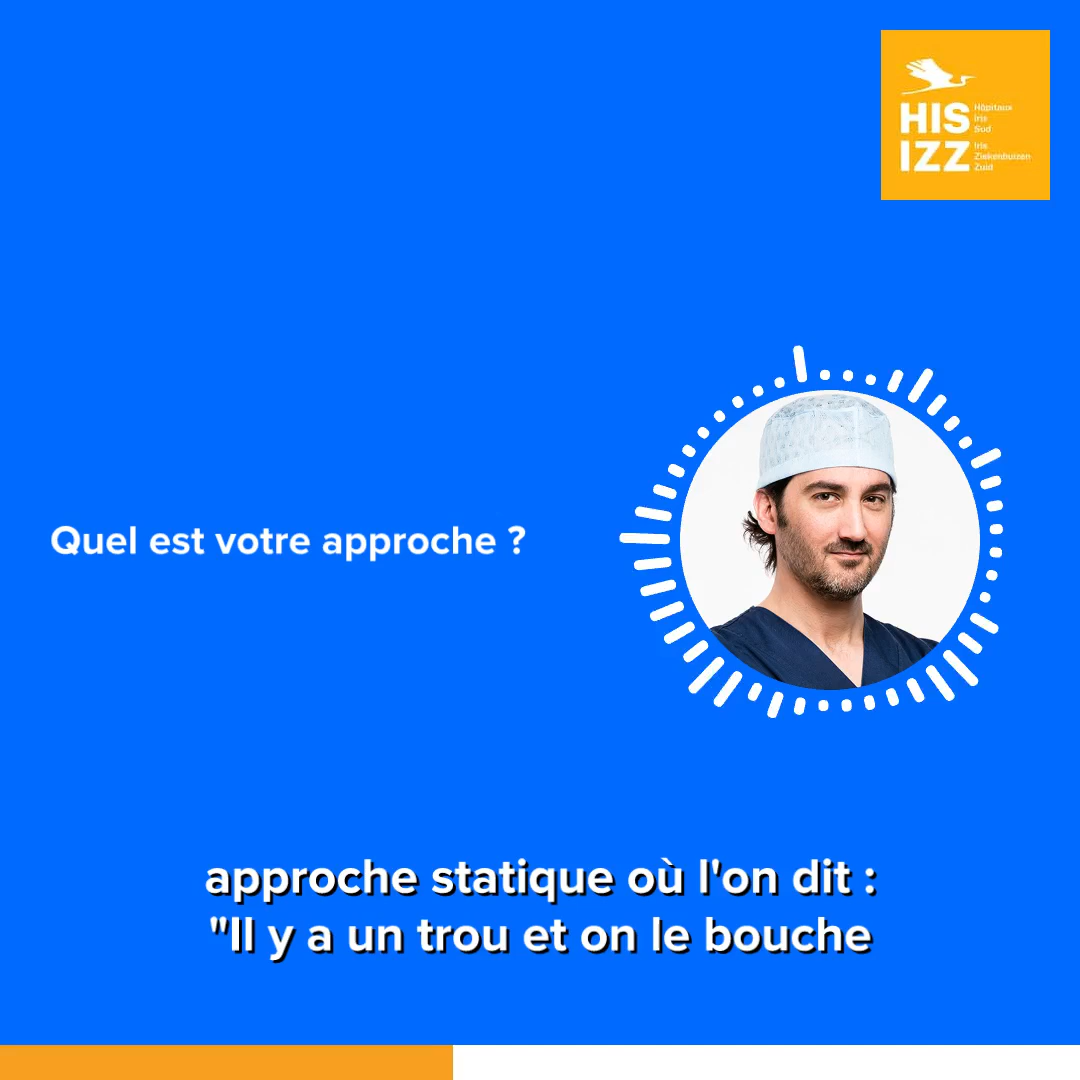 HIS
Hôpitaux
Iris
Sud
IZZ
Iris
Ziekenhuizen
Zuid
Quel est votre approche ?
approche statique où l'on dit :
"Il y a un trou et on le bouche